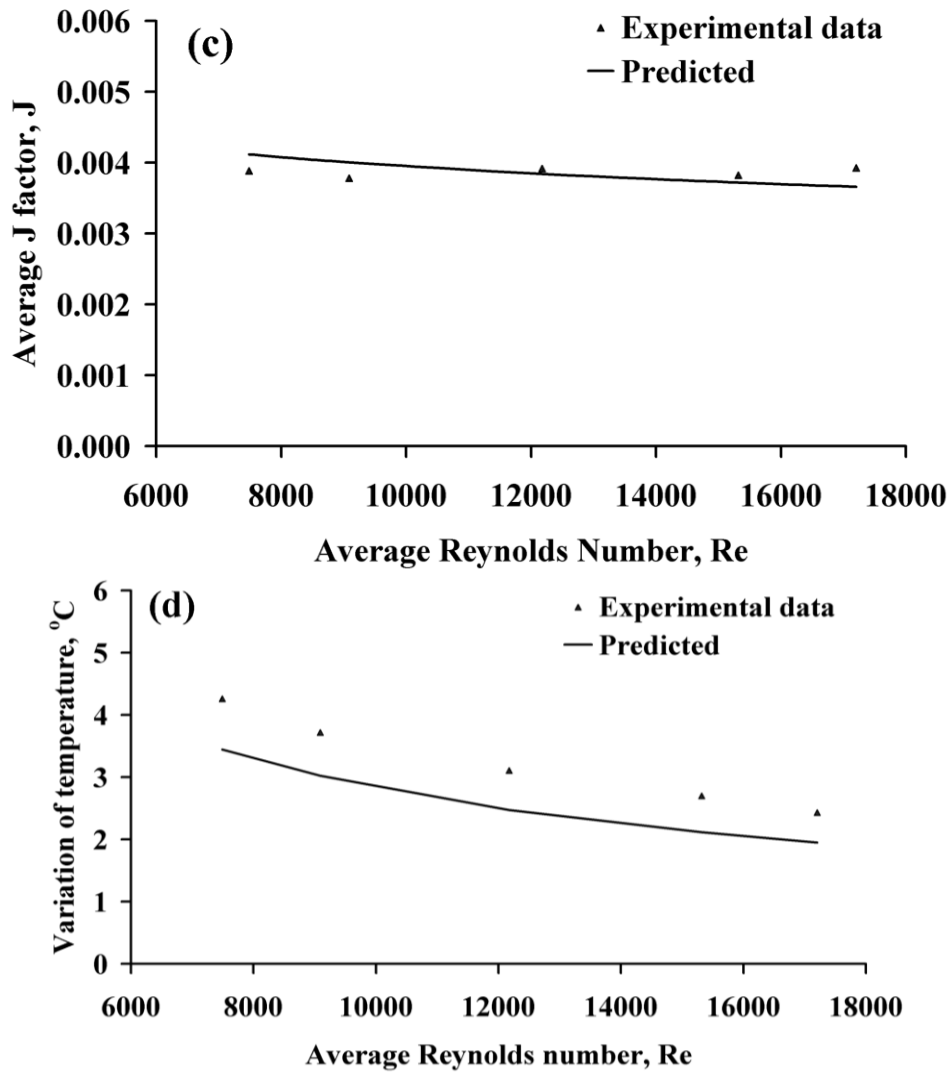 (c)
Experimental data
Predicted
Average J factor, J
0.006
0.005
0.004
0.003
0.002
0.001
0.000
6000 8000 10000 12000 14000 16000 18000
Average Reynolds Number, Re
(d)
Experimental data
Predicted
Variation of temperature, °C
6
5
4
3
2
1
0
6000 8000 10000 12000 14000 16000 18000
Average Reynolds number, Re